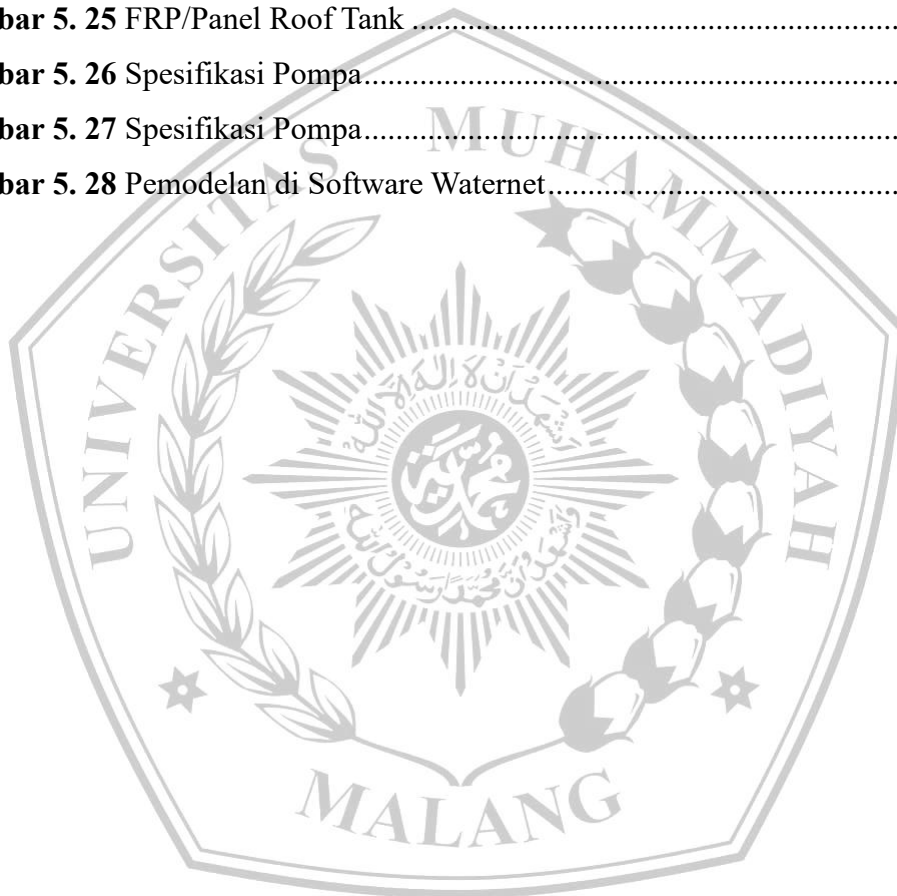 bar 5. 25 FRP/Panel Roof Tank ................................................................
bar 5. 26 Spesifikasi Pompa.......................................................................
bar 5. 27 Spesifikasi Pompa.......................................................................
bar 5. 28 Pemodelan di Software Waternet..............................................
UNIVERSITAS MUHAMMADIYAH
MALANG